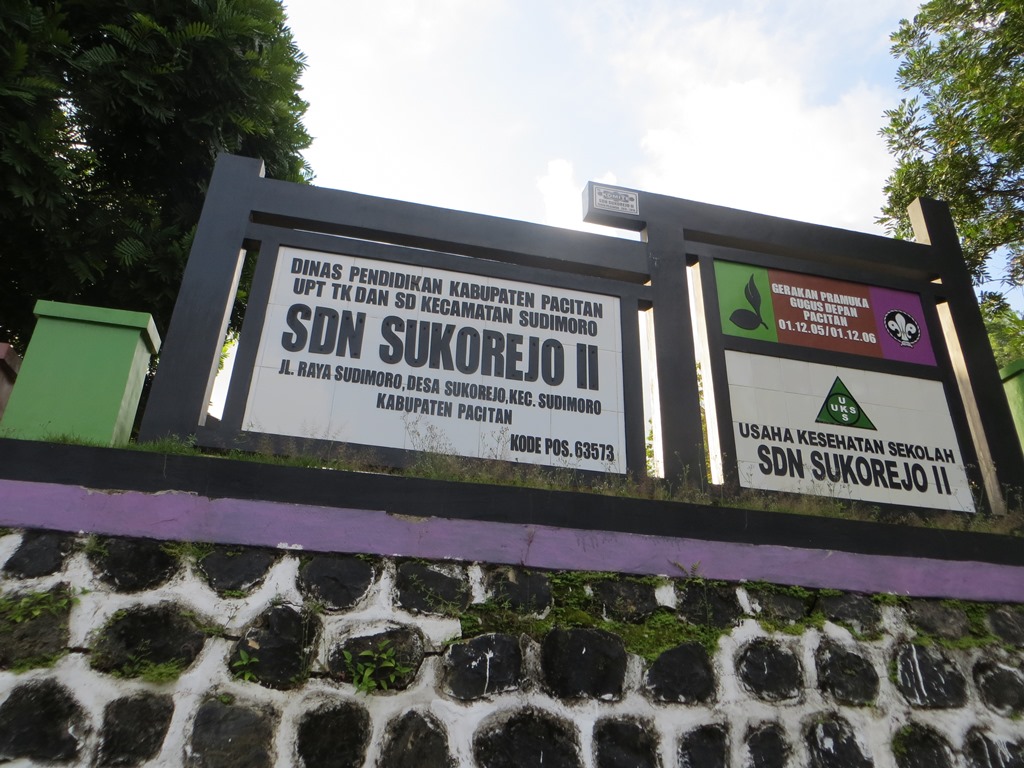 DINAS PENDIDIKAN KABUPATEN PACITAN
UPT TK DAN SD KECAMATAN SUDIMORO
SDN SUKOREJO II
JL. RAYA SUDIMORO, DESA SUKOREJO, KEC. SUDIMORO
KABUPATEN PACITAN
KODE POS. 63573
GERAKAN PRAMUKA
GUGUS DEPAN
PACITAN
01.12.05/01.12.06
U
UKS
S
USAHA KESEHATAN SEKOLAH
SDN SUKOREJO II